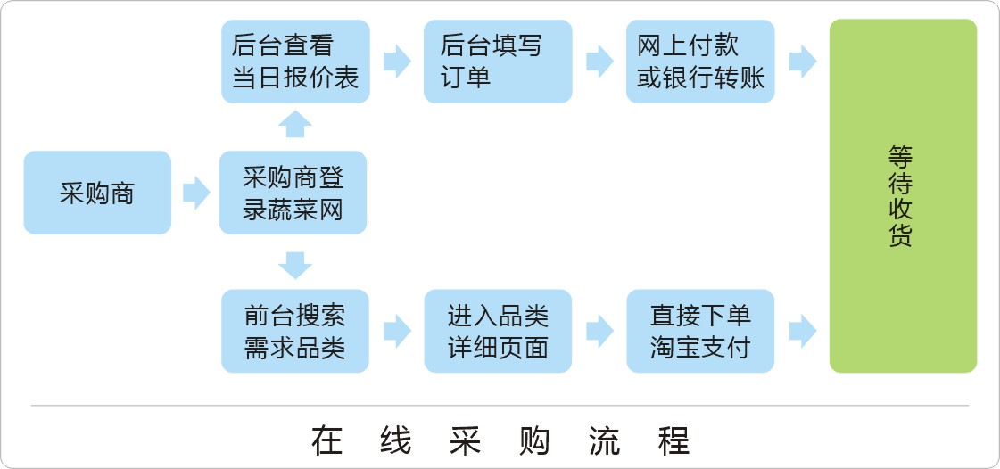 后台查看
当日报价表
后台填写
订单
网上付款
或银行转账
采购商
采购商登
录蔬菜网
等待收货
前台搜索
需求品类
进入品类
详细页面
直接下单
淘宝支付
在线采购流程